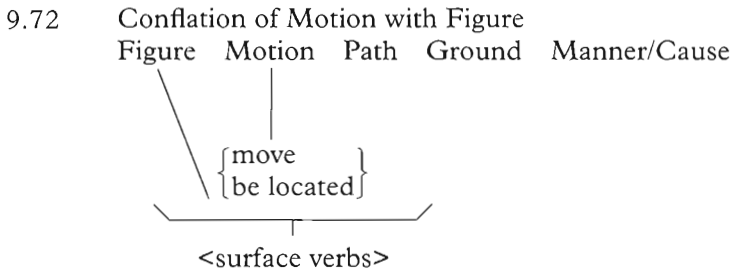 9.72 Conflation of Motion with Figure
Figure Motion Path Ground Manner/Cause
move
be located
<surface verbs>